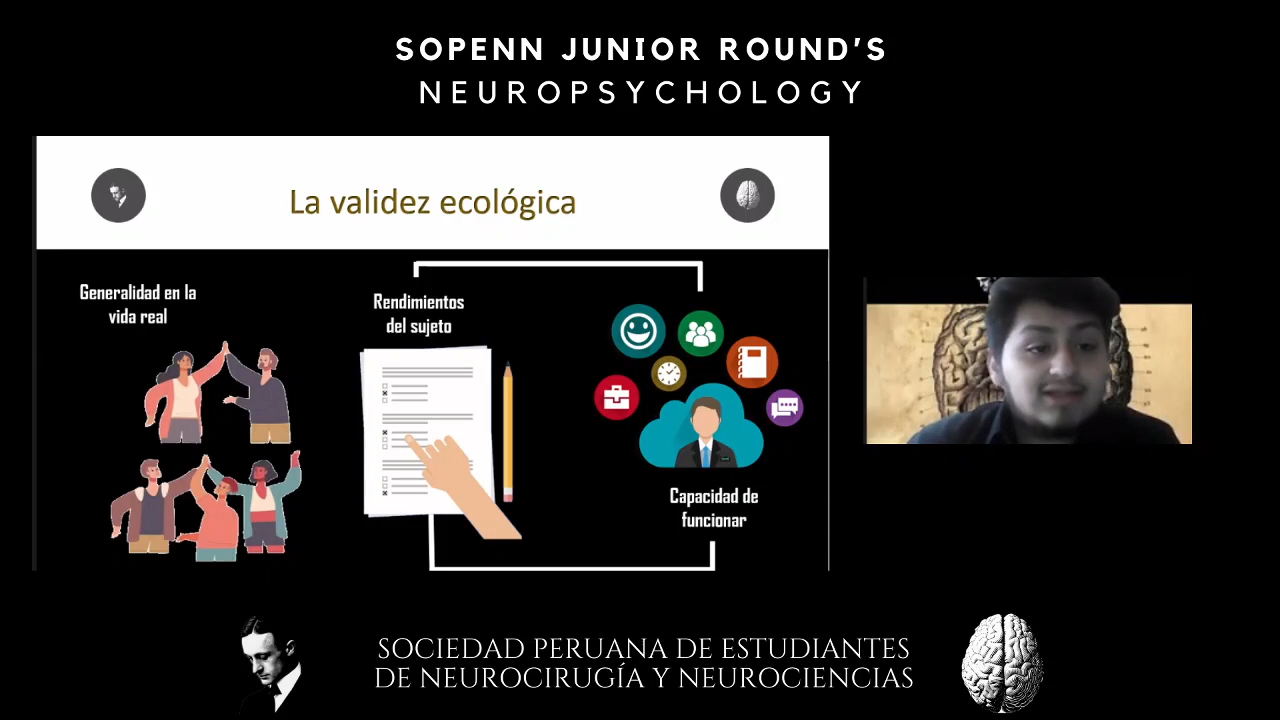 SOPENN JUNIOR ROUND'S
NEUROPSYCHOLOGY
La validez ecológica
Generalidad en la
vida real
Rendimientos
del sujeto
Capacidad de
funcionar
SOCIEDAD PERUANA DE ESTUDIANTES
DE NEUROCIRUGÍA Y NEUROCIENCIAS